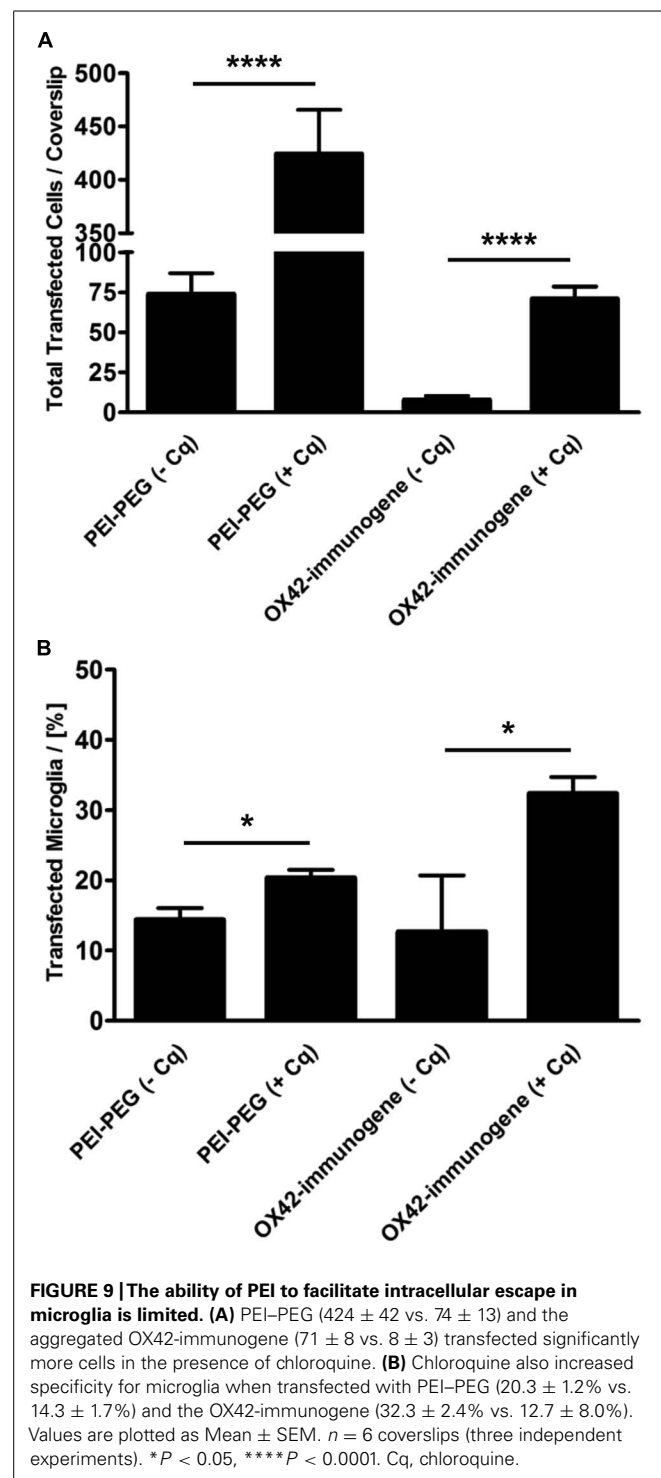 A
****
****
Total Transfected Cells / Coverslip
500
450
400
350
100
75
50
25
0
PEI-PEG (- Cq)
PEI-PEG (+ Cq)
OX42-immunogene (- Cq)
OX42-immunogene (+ Cq)
B
*
*
Transfected Microglia / [%]
50
40
30
20
10
0
PEI-PEG (- Cq)
PEI-PEG (+ Cq)
OX42-immunogene (- Cq)
OX42-immunogene (+ Cq)
FIGURE 9 | The ability of PEI to facilitate intracellular escape in
microglia is limited. (A) PEI–PEG (424 ± 42 vs. 74 ± 13) and the
aggregated OX42-immunogene (71 ± 8 vs. 8 ± 3) transfected significantly
more cells in the presence of chloroquine. (B) Chloroquine also increased
specificity for microglia when transfected with PEI–PEG (20.3 ± 1.2% vs.
14.3 ± 1.7%) and the OX42-immunogene (32.3 ± 2.4% vs. 12.7 ± 8.0%).
Values are plotted as Mean ± SEM. n = 6 coverslips (three independent
experiments). *P < 0.05, ****P < 0.0001. Cq, chloroquine.